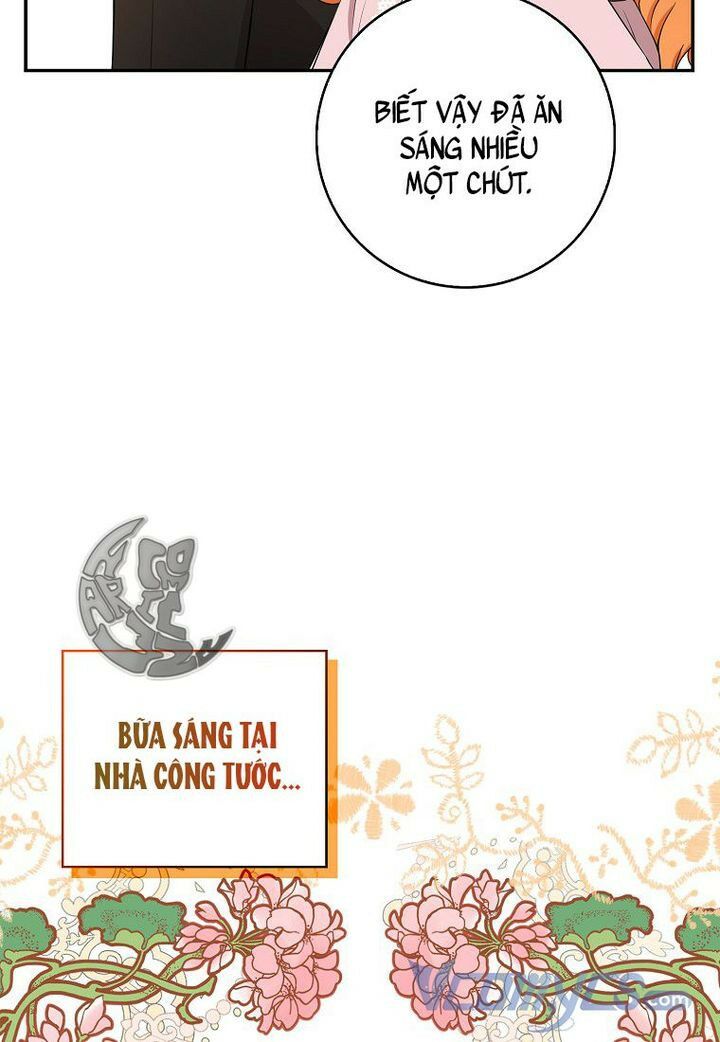 BIẾT VẬY ĐÃ ĂN
SÁNG NHIỀU
MỘT CHÚT.
BỮA SÁNG TẠI
NHÀ CÔNG TƯỚC...